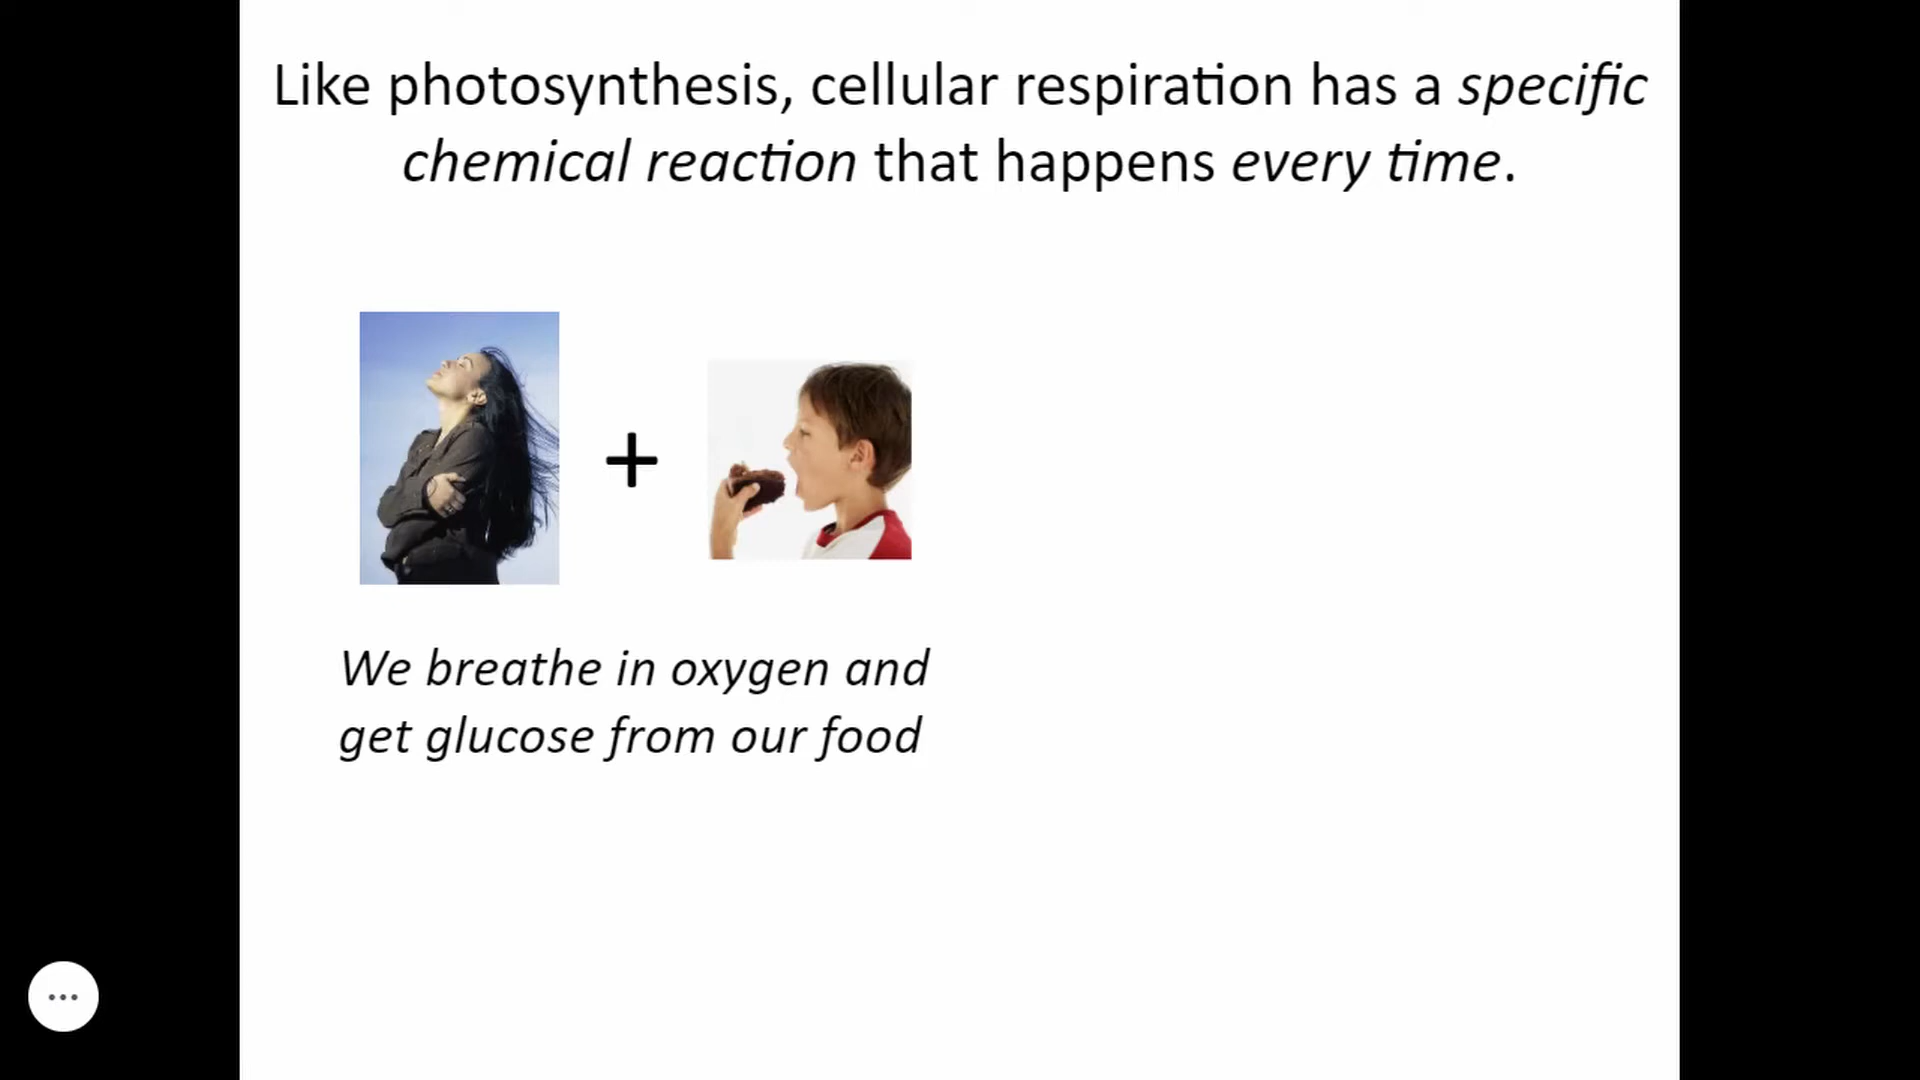 Like photosynthesis, cellular respiration has a specific
chemical reaction that happens every time.
+
We breathe in oxygen and
get glucose from our food